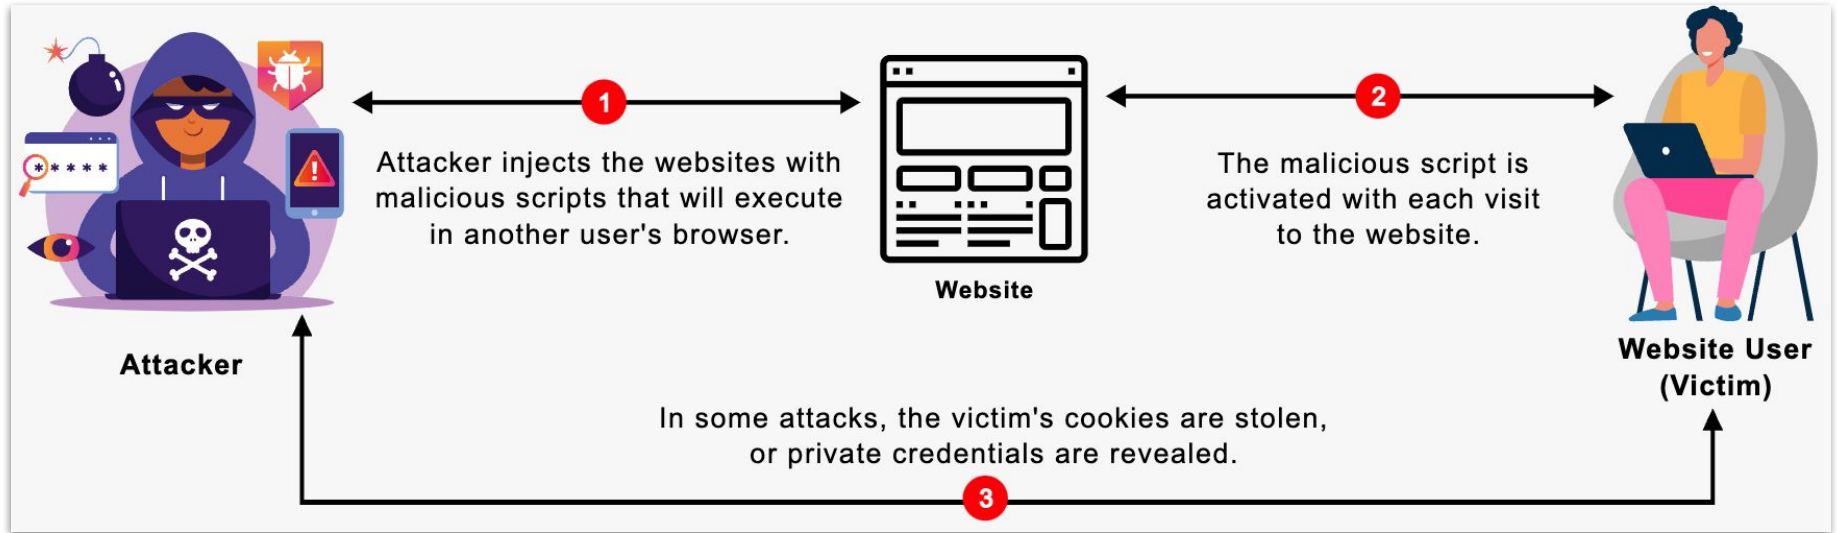 1
Attacker injects the websites with
malicious scripts that will execute
in another user's browser.
2
The malicious script is
activated with each visit
to the website.
*****
Website
Attacker
Website User
(Victim)
In some attacks, the victim's cookies are stolen,
or private credentials are revealed.
3